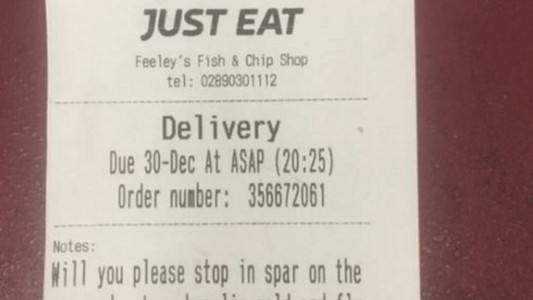 JUST EAT
Feeley's Fish & Chip Shop
tel: 02890301112
Delivery
Due 30-Dec At ASAP (20:25)
Order number: 356672061
Notes:
Will you please stop in spar on the